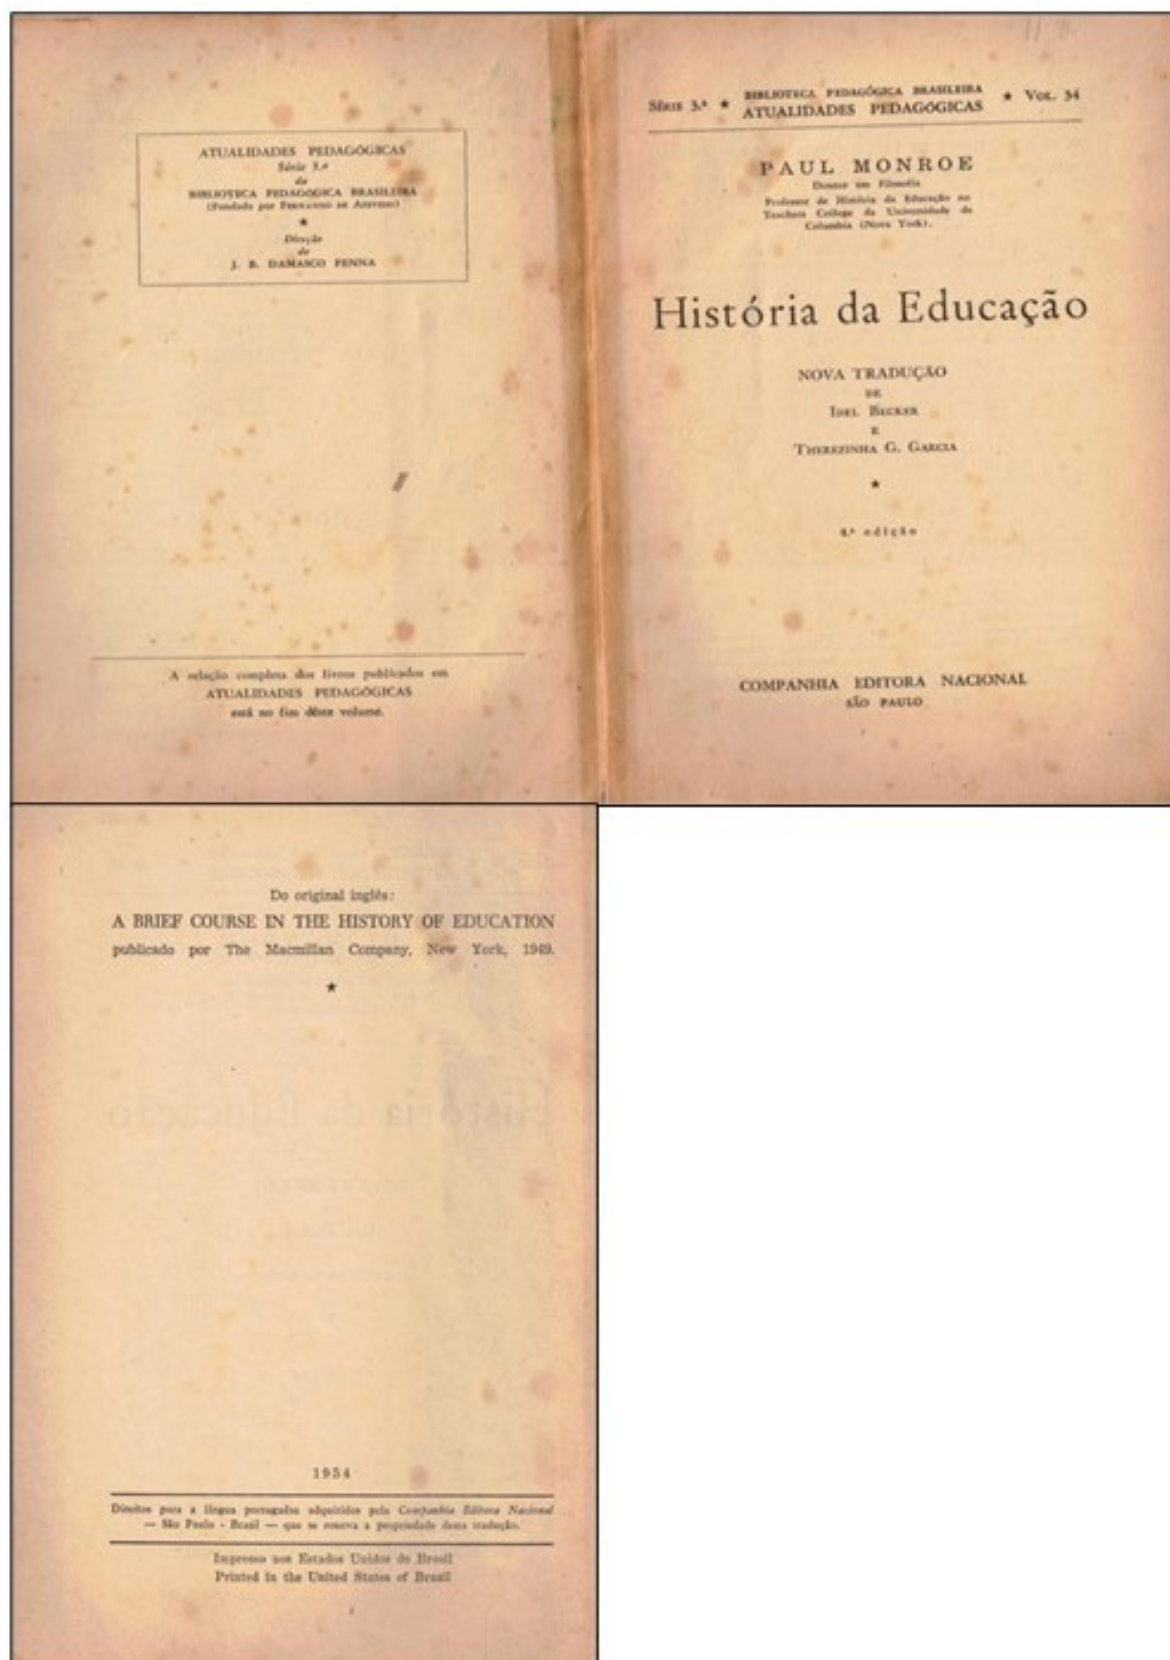 ATUALIDADES PEDAGÓGICAS
Série 3.ª
da
BIBLIOTECA PEDAGÓGICA BRASILEIRA
(Fundada por FERNANDO DE AZEVEDO)
★
Direção
de
J. B. DAMASCO PENNA
A relação completa dos livros publicados em
ATUALIDADES PEDAGÓGICAS
está no fim dêste volume.
SÉRIE 3.ª ★ BIBLIOTECA PEDAGÓGICA BRASILEIRA
ATUALIDADES PEDAGÓGICAS ★ VOL. 34
PAUL MONROE
Doutor em Filosofia
Professor de História da Educação no
Teachers College da Universidade de
Columbia (Nova York).
História da Educação
NOVA TRADUÇÃO
DE
IDEL BECKER
E
THEREZINHA G. GARCIA
★
edição
COMPANHIA EDITORA NACIONAL
SÃO PAULO
Do original inglês:
A BRIEF COURSE IN THE HISTORY OF EDUCATION
publicado por The Macmillan Company, New York, 1949.
★
1954
Direitos para a língua portuguêsa adquiridos pela Companhia Editora Nacional
— São Paulo - Brasil — que se reserva a propriedade desta tradução.
Impresso nos Estados Unidos do Brasil
Printed in the United States of Brazil